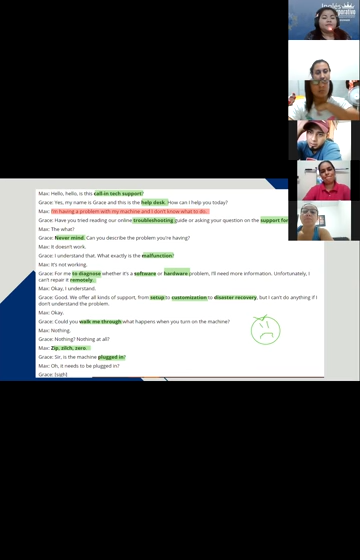 Inglés
Corporativo
Max: Hello, hello, is this call-in tech support?
Grace: Yes, my name is Grace and this is the help desk. How can I help you today?
Max: I'm having a problem with my machine and I don't know what to do.
Grace: Have you tried reading our online troubleshooting guide or asking your question on the support for
Max: The what?
Grace: Never mind. Can you describe the problem you're having?
Max: It doesn't work.
Grace: I understand that. What exactly is the malfunction?
Max: It's not working.
Grace: For me to diagnose whether it's a software or hardware problem, I'll need more information. Unfortunately, I
can't repair it remotely.
Max: Okay, I understand.
Grace: Good. We offer all kinds of support, from setup to customization to disaster recovery, but I can't do anything if I
don't understand the problem.
Max: Okay.
Grace: Could you walk me through what happens when you turn on the machine?
Max: Nothing.
Grace: Nothing? Nothing at all?
Max: Zip, zilch, zero.
Grace: Sir, is the machine plugged in?
Max: Oh, it needs to be plugged in?
Grace: [sigh]